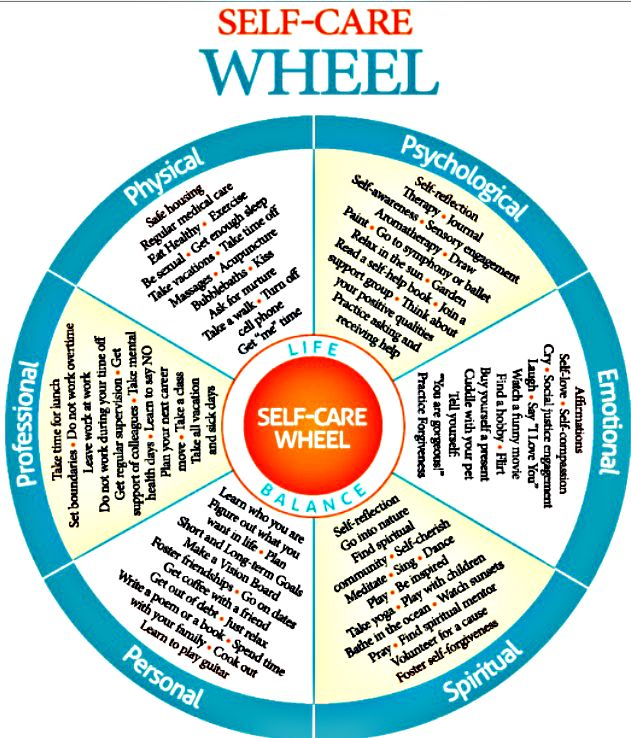 SELF-CARE
WHEEL
Physical
Safe housing
Regular medical care
Eat Healthy • Exercise
Be sexual • Get enough sleep
Take vacations • Take time off
Massages • Acupuncture
Bubblebaths • Kiss
Ask for nurture
Take a walk • Turn off
cell phone
Get "me" time
Psychological
Self-reflection
Therapy • Journal
Self-awareness • Sensory engagement
Aromatherapy • Draw
Paint • Go to symphony or ballet
Relax in the sun • Garden
Read a self-help book • Join a
support group • Think about
your positive qualities
Practice asking and
receiving help
Emotional
Affirmations
Self-love • Self-compassion
Cry • Social justice engagement
Laugh • Say "I Love You"
Watch a funny movie
Find a hobby • Flirt
Buy yourself a present
Cuddle with your pet
Tell yourself:
"You are gorgeous!"
Practice Forgiveness
Spiritual
Self-reflection
Go into nature
Find spiritual
community • Self-cherish
Meditate • Sing • Dance
Play • Be inspired
Take yoga • Play with children
Bathe in the ocean • Watch sunsets
Pray • Find spiritual mentor
Volunteer for a cause
Foster self-forgiveness
Personal
Learn who you are
Figure out what you
want in life • Plan
Short and Long-term Goals
Make a Vision Board
Foster friendships • Go on dates
Get coffee with a friend
Get out of debt • Just relax
Write a poem or a book • Spend time
with your family • Cook out
Learn to play guitar
Professional
Take time for lunch
Set boundaries • Do not work overtime
Leave work at work
Do not work during your time off
Get regular supervision • Get
support of colleagues • Take mental
health days • Learn to say NO
Plan your next career
move • Take a class
Take all vacation
and sick days
LIFE
SELF-CARE
WHEEL
BALANCE